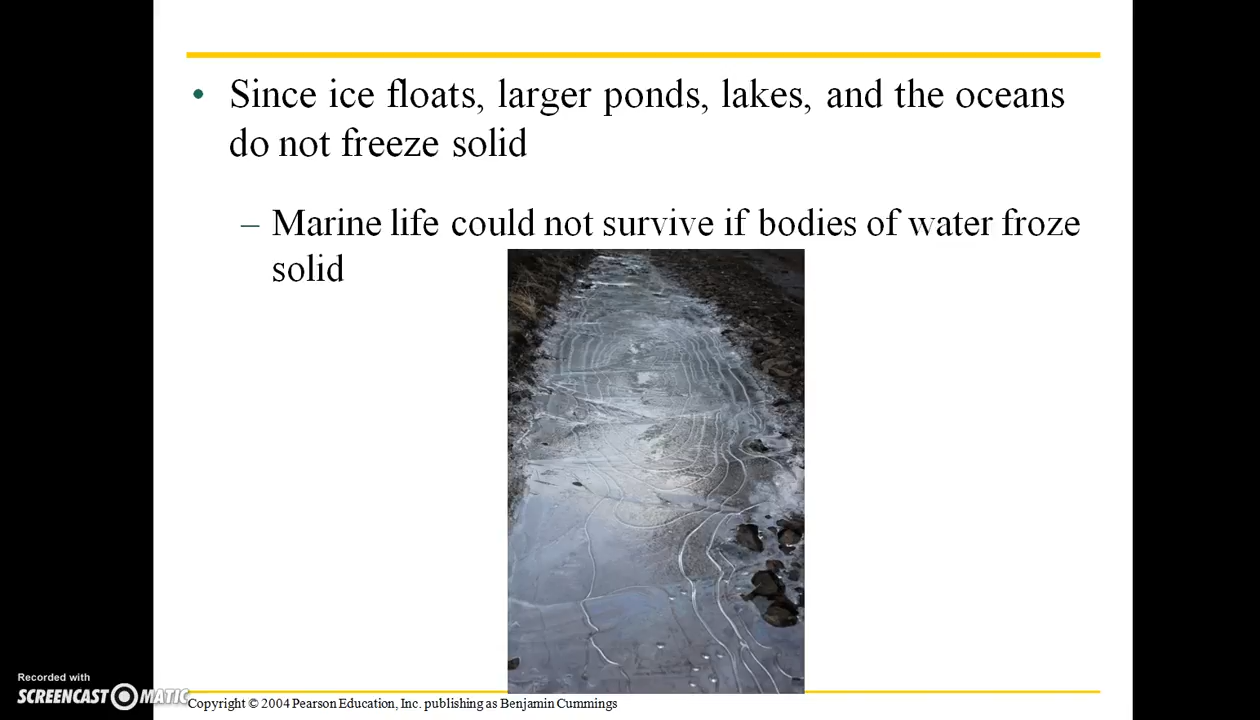 • Since ice floats, larger ponds, lakes, and the oceans
do not freeze solid
– Marine life could not survive if bodies of water froze
solid
Recorded with
SCREENCAST MATIC
Copyright © 2004 Pearson Education, Inc. publishing as Benjamin Cummings